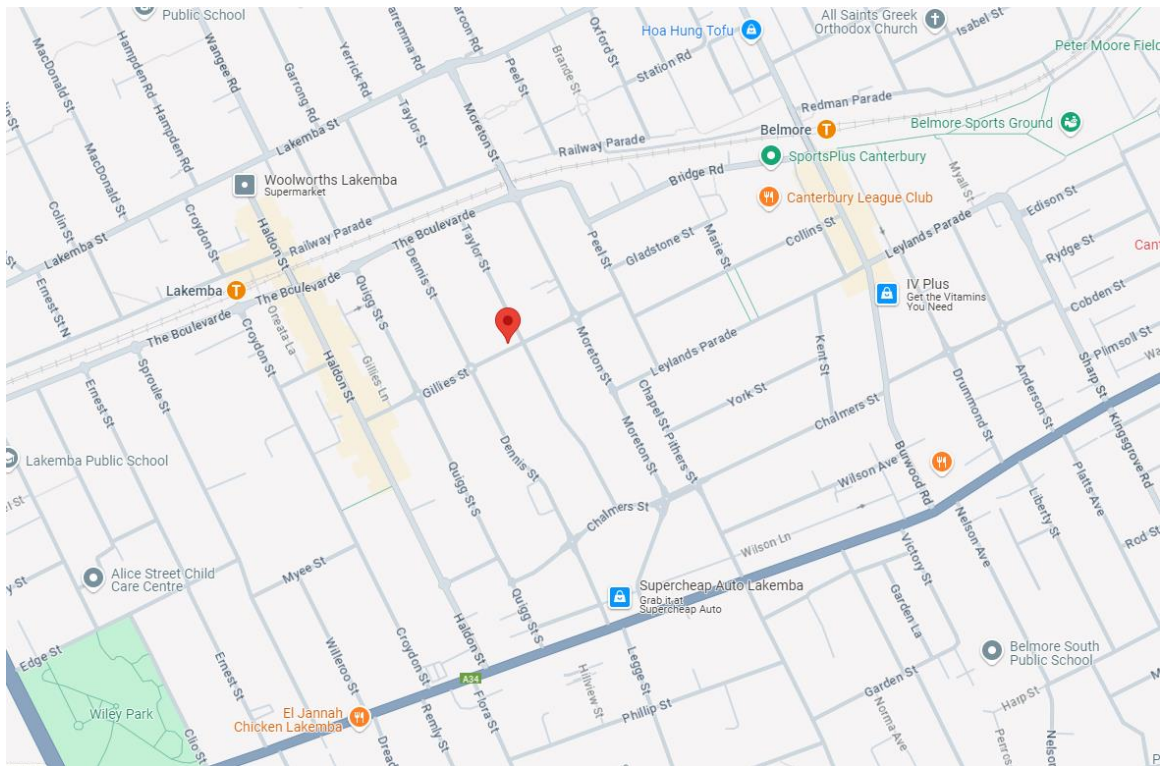 Public School
MacDonald St
Hampden Rd
Wangee Rd
Garrong Rd
Yerrick Rd
Taylor St
Peel St
Oxford St
Brande St
Station Rd
Hoa Hung Tofu
All Saints Greek
Orthodox Church
Isabel St
Peter Moore Field
Redman Parade
Belmore
Belmore Sports Ground
Lakemba St
Hampden Rd
MacDonald St
Moreton St
Railway Parade
SportsPlus Canterbury
Bridge Rd
Canterbury League Club
Myall St
Edison St
Woolworths Lakemba
Supermarket
Colin St
Croydon St
Haldon St
Railway Parade
The Boulevarde
Taylor St
Peel St
Gladstone St
Marie St
Collins St
Leylands Parade
Rydge St
Cant
Lakemba St
Lakemba
The Boulevarde
Quigg St S
Dennis St
IV Plus
Get the Vitamins
You Need
Cobden St
Ernest St N
The Boulevarde
Croydon St
Oreata La
Gillies Ln
Haldon St
Gillies St
Moreton St
Leylands Parade
Kent St
Plimsoll St
Sproule St
Ernest St
Chapel St
York St
Chalmers St
Drummond St
Anderson St
Sharp St
Kingsgrove Rd
Lakemba Public School
Dennis St
Quigg St S
Moreton St
Pithers St
Wilson Ave
Burwood Rd
Platts Ave
Liberty St
Nelson Ave
Rod St
Chalmers St
Wilson Ln
Victory St
Alice Street Child
Care Centre
Myee St
Supercheap Auto Lakemba
Grab it at
Supercheap Auto
Garden La
Belmore South
Public School
Edge St
Ernest St
Willeroo St
Croydon St
Haldon St
Quigg St S
Legge St
Hillview St
Garden St
Harp St
A34
Wiley Park
Clio St
El Jannah
Chicken Lakemba
Remly St
Flora St
Phillip St
Norma Ave
Nelson
Penros
Dread